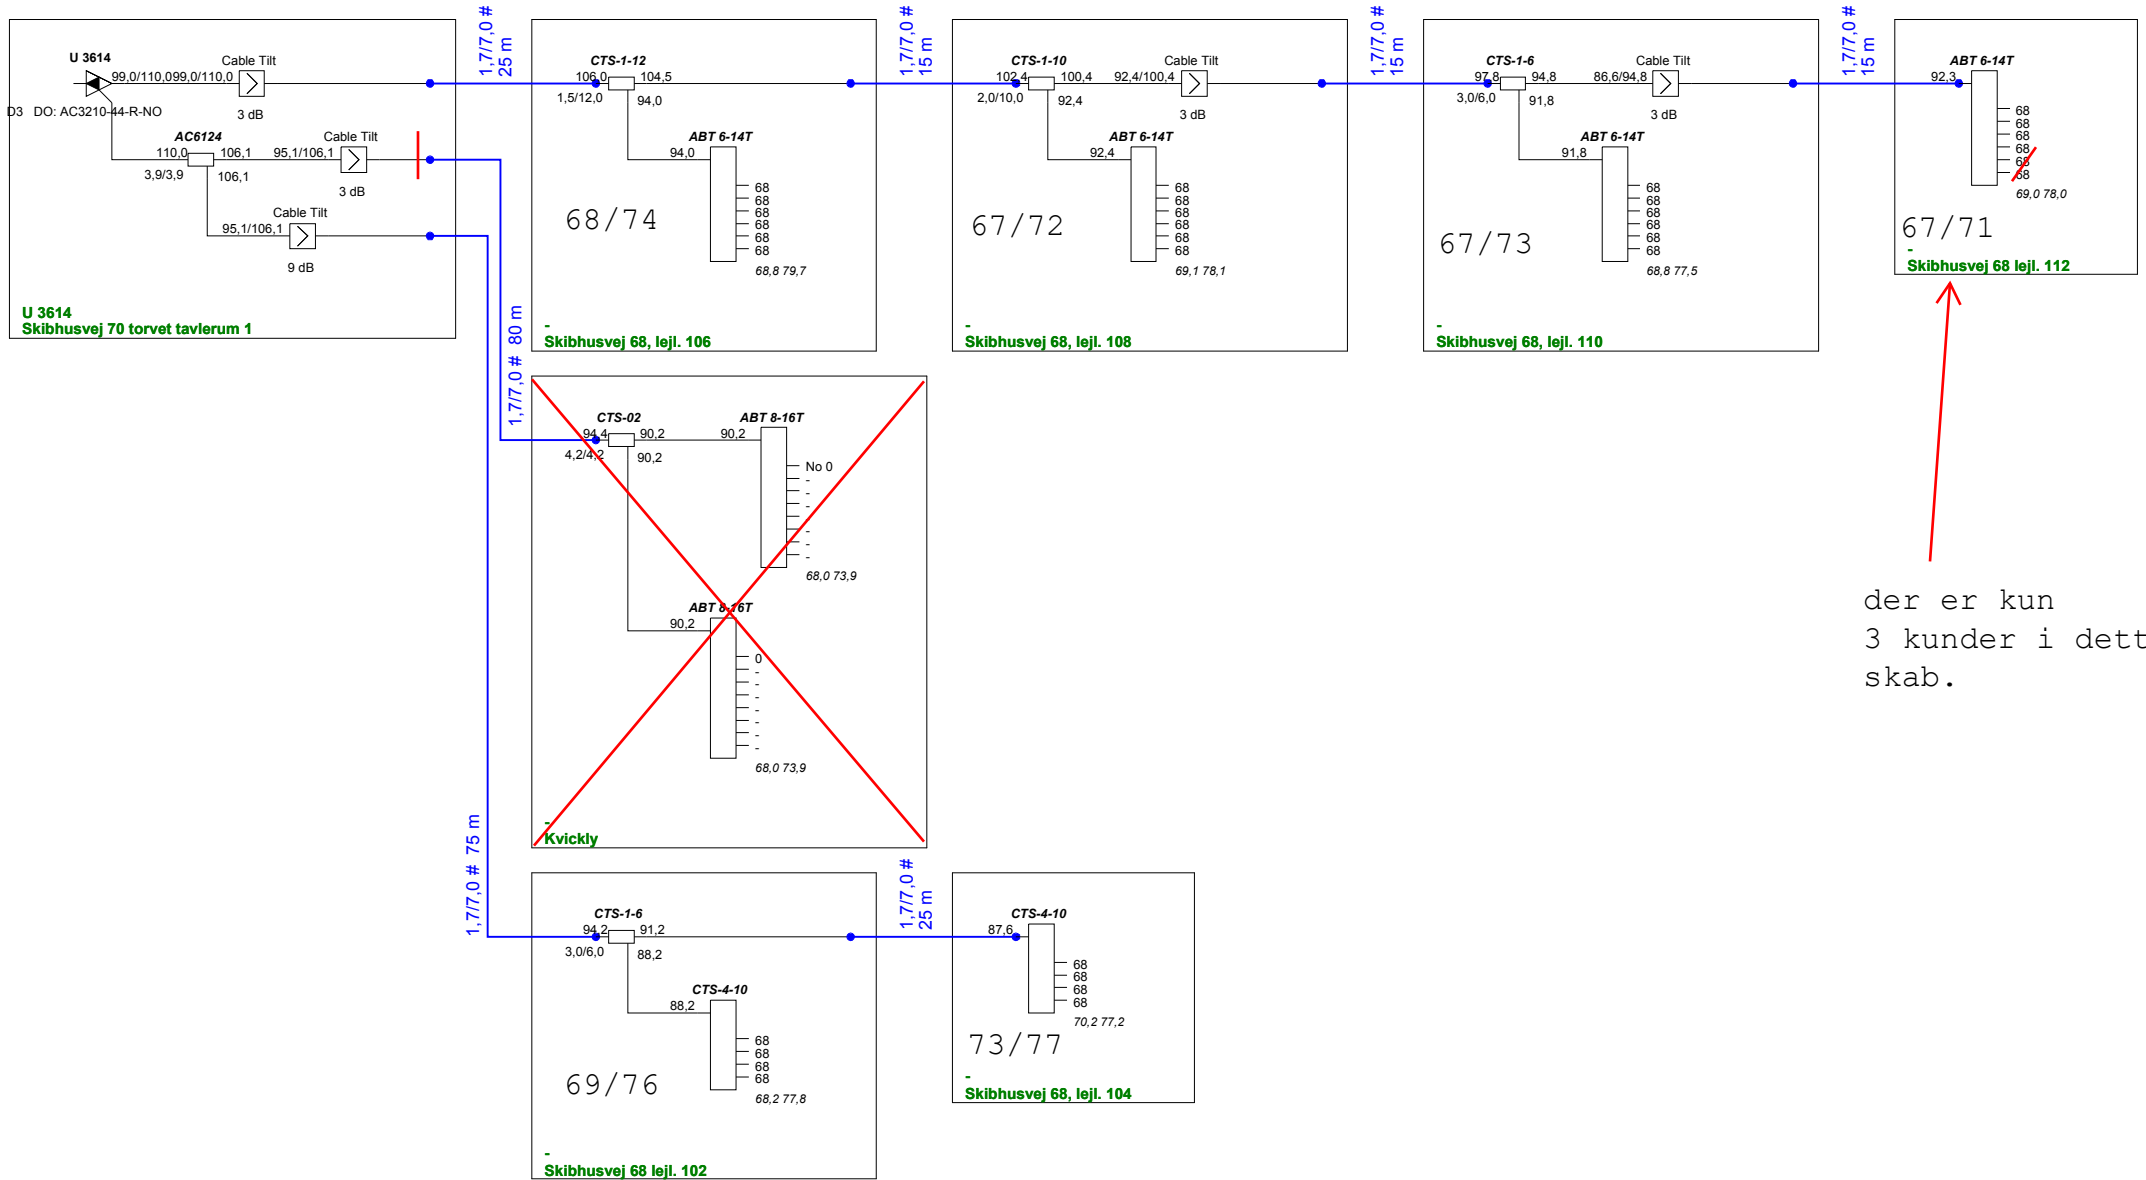 U 3614
99,0/110,099,0/110,0
Cable Tilt
3 dB
D3 DO: AC3210-44-R-NO
AC6124
110,0
106,1
3,9/3,9
106,1
95,1/106,1
Cable Tilt
3 dB
Cable Tilt
95,1/106,1
9 dB
U 3614
Skibhusvej 70 torvet tavlerum 1
1,7/7,0 #
25 m
CTS-1-12
106,0
104,5
1,5/12,0
94,0
ABT 6-14T
94,0
68
68
68
68
68
68
68,8 79,7
68/74
-
Skibhusvej 68, lejl. 106
1,7/7,0 #
15 m
CTS-1-10
102,4
100,4
2,0/10,0
92,4
92,4/100,4
Cable Tilt
3 dB
ABT 6-14T
92,4
68
68
68
68
68
68
69,1 78,1
67/72
-
Skibhusvej 68, lejl. 108
1,7/7,0 #
15 m
CTS-1-6
97,8
94,8
3,0/6,0
91,8
86,6/94,8
Cable Tilt
3 dB
ABT 6-14T
91,8
68
68
68
68
68
68
68,8 77,5
67/73
-
Skibhusvej 68, lejl. 110
1,7/7,0 #
15 m
ABT 6-14T
92,3
68
68
68
68
68
68
69,0 78,0
67/71
-
Skibhusvej 68 lejl. 112
der er kun
3 kunder i dett
skab.
1,7/7,0 # 80 m
CTS-02
94,4
90,2
4,2/4,2
90,2
ABT 8-16T
90,2
No 0
-
-
-
-
-
-
-
68,0 73,9
ABT 8-16T
90,2
0
-
-
-
-
-
-
-
68,0 73,9
-
Kvickly
1,7/7,0 # 75 m
CTS-1-6
94,2
91,2
3,0/6,0
88,2
CTS-4-10
88,2
68
68
68
68
68,2 77,8
69/76
-
Skibhusvej 68 lejl. 102
1,7/7,0 #
25 m
CTS-4-10
87,6
68
68
68
68
70,2 77,2
73/77
-
Skibhusvej 68, lejl. 104